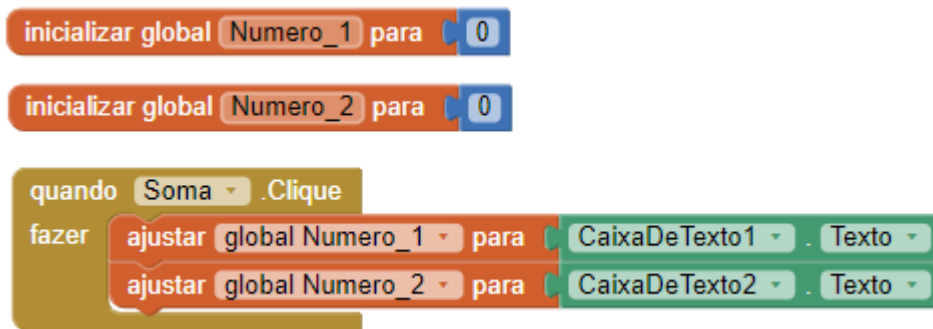 inicializar global Numero_1 para 0
inicializar global Numero_2 para 0
quando Soma .Clique
fazer ajustar global Numero_1 para CaixaDeTexto1 . Texto
ajustar global Numero_2 para CaixaDeTexto2 . Texto